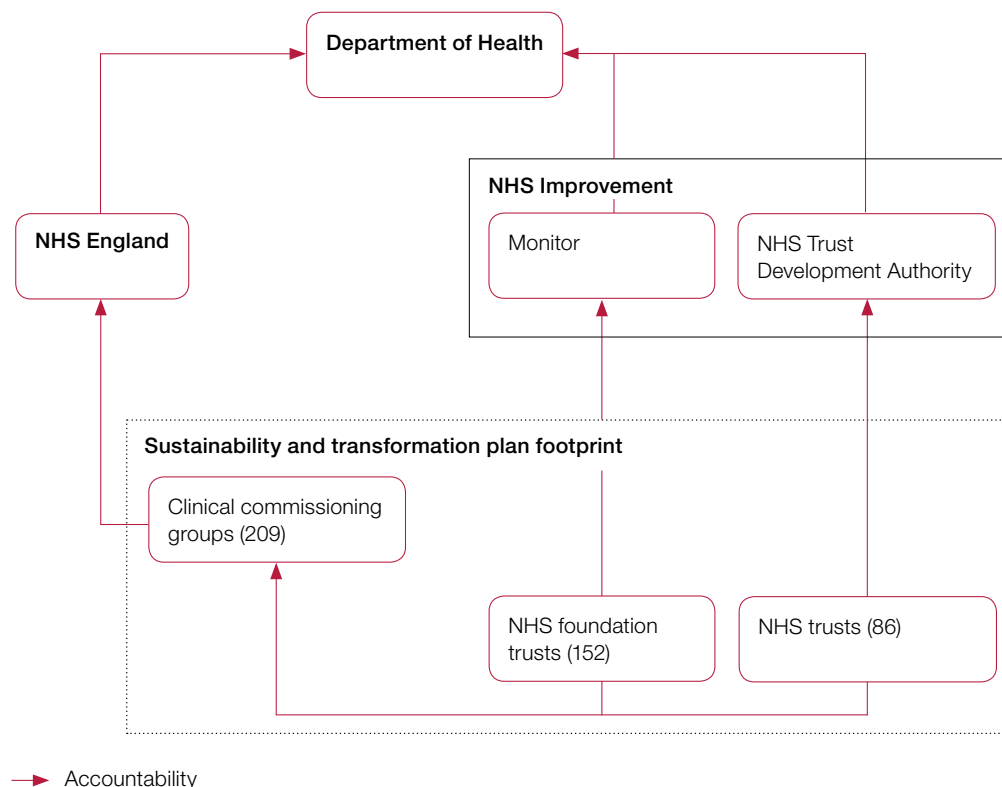 Department of Health
NHS Improvement
NHS England
Monitor
NHS Trust
Development Authority
Sustainability and transformation plan footprint
Clinical commissioning
groups (209)
NHS foundation
trusts (152)
NHS trusts (86)
Accountability